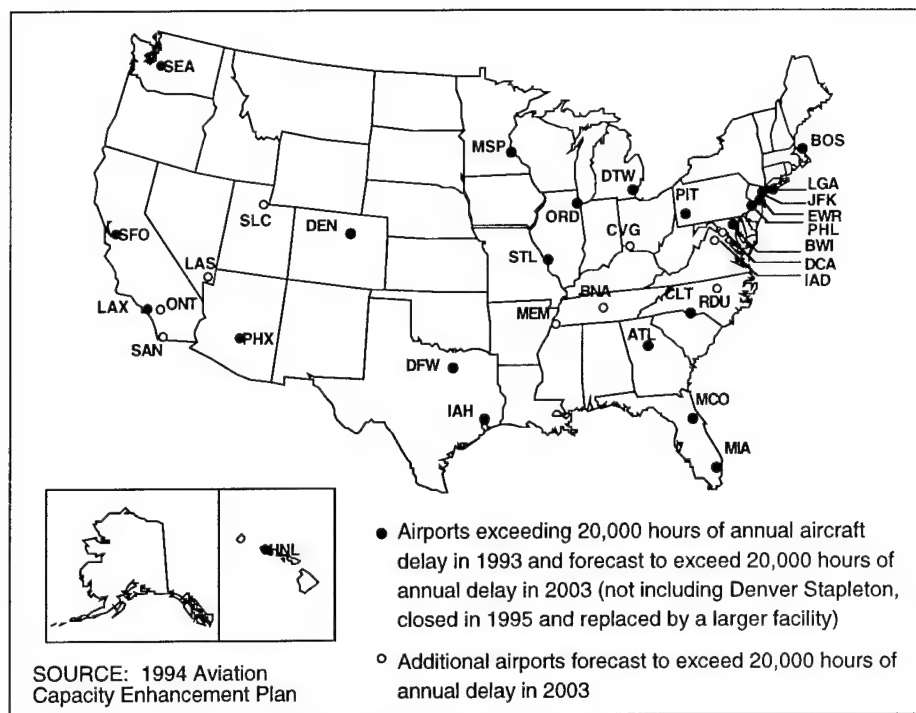 SEA
MSP
BOS
DTW
LGA
PIT
JFK
ORD
EWR
SLC
DEN
CVG
PHL
SFO
BWI
STL
DCA
LAS
IAD
BNA
CLT
LAX
ONT
RDU
MEM
SAN
PHX
ATL
DFW
MCO
IAH
MIA
HNL
Airports exceeding 20,000 hours of annual aircraft
delay in 1993 and forecast to exceed 20,000 hours of
annual delay in 2003 (not including Denver Stapleton,
closed in 1995 and replaced by a larger facility)
Additional airports forecast to exceed 20,000 hours of
annual delay in 2003
SOURCE: 1994 Aviation
Capacity Enhancement Plan